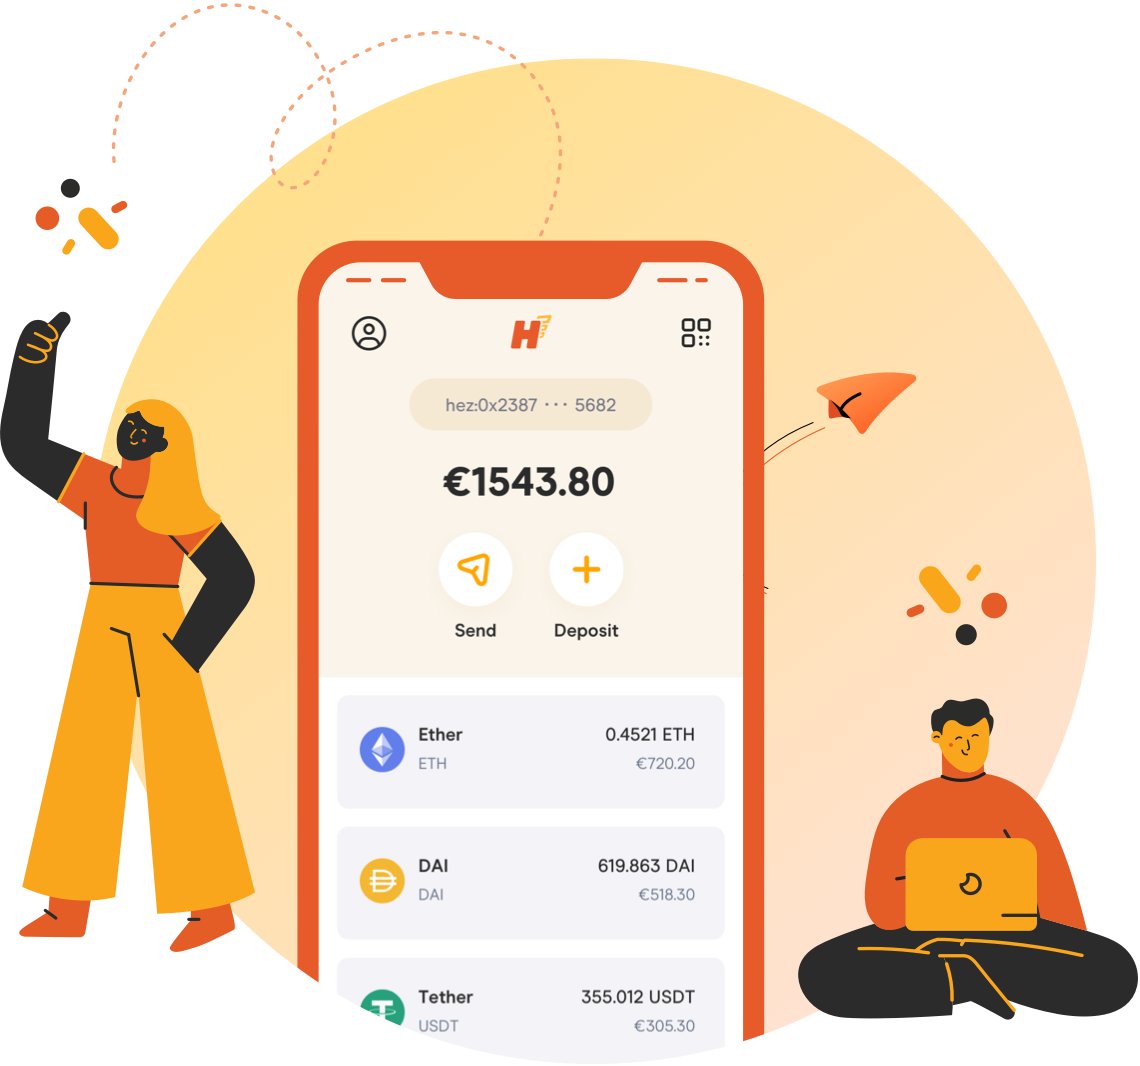 H
hez:0x2387 ··· 5682
€1543.80
Send Deposit
Ether 0.4521 ETH
ETH €720.20
DAI 619.863 DAI
DAI €518.30
Tether 355.012 USDT
USDT €305.30